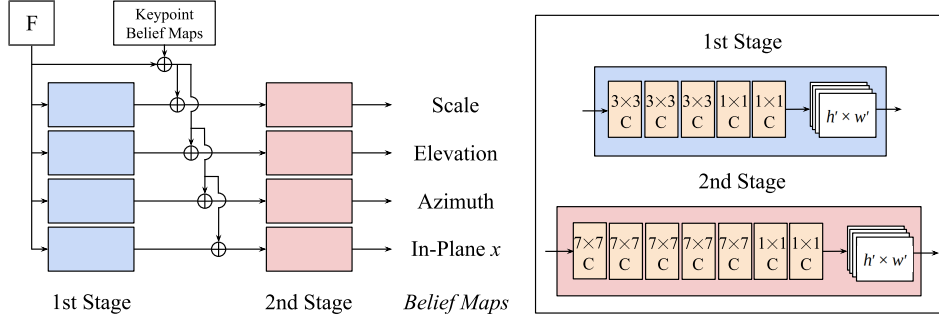 F
Keypoint
Belief Maps
Scale
Elevation
Azimuth
In-Plane x
1st Stage
2nd Stage
Belief Maps
1st Stage
3×3 3×3 3×3 1×1 1×1
C C C C C
h' × w'
2nd Stage
7×7 7×7 7×7 7×7 7×7 1×1 1×1
C C C C C C C
h' × w'